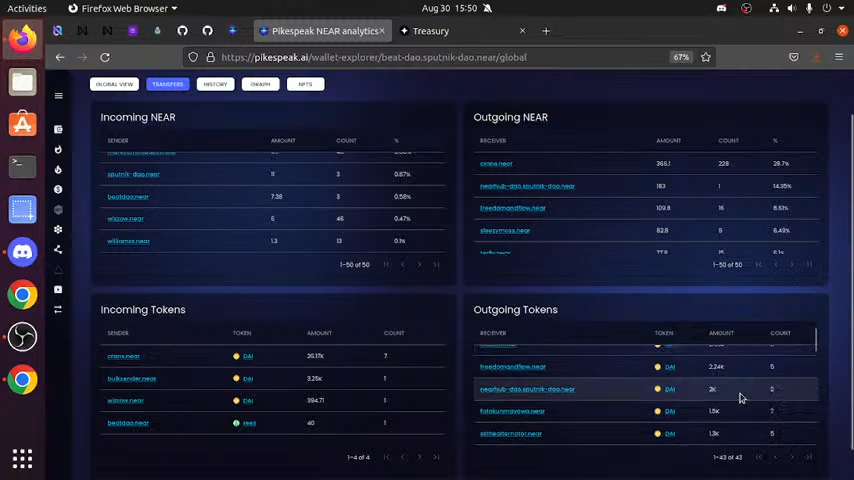 Activities
Firefox Web Browser
Aug 30 15:50
Pikespeak NEAR analytics
Treasury
https://pikespeak.ai/wallet-explorer/beat-dao.sputnik-dao.near/global
67%
GLOBAL VIEW
TRANSFERS
HISTORY
GRAPH
NFTS
Incoming NEAR
SENDER AMOUNT COUNT %
sputnik-dao.near 11 3 0.87%
beatdao.near 7.38 3 0.58%
wizzow.near 6 46 0.47%
williamxx.near 1.3 13 0.1%
1-50 of 50
Outgoing NEAR
RECEIVER AMOUNT COUNT %
crans.near 366.1 228 28.7%
nearhub-dao.sputnik-dao.near 183 1 14.35%
freedomandflow.near 109.8 16 8.61%
sleezymoss.near 82.8 9 6.49%
1-50 of 50
Incoming Tokens
SENDER TOKEN AMOUNT COUNT
crans.near DAI 26.17K 7
bulksender.near DAI 3.25K 1
wizzow.near DAI 394.71 1
beatdao.near rees 40 1
1-4 of 4
Outgoing Tokens
RECEIVER TOKEN AMOUNT COUNT
freedomandflow.near DAI 2.24K 5
nearhub-dao.sputnik-dao.near DAI 2K 2
fotokunmayowa.near DAI 1.5K 2
sixthealternator.near DAI 1.3K 5
1-43 of 43